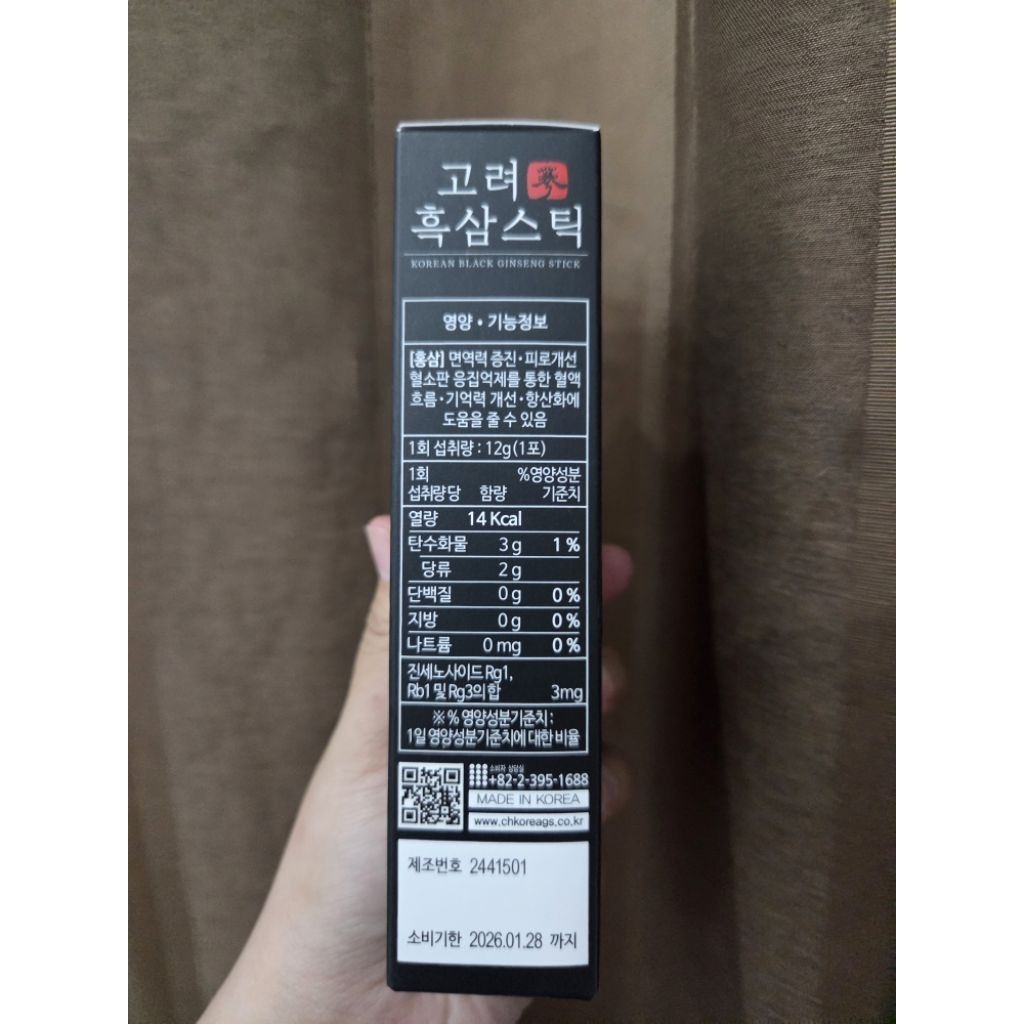 고려 蔘
흑삼스틱
KOREAN BLACK GINSENG STICK
영양•기능정보
[홍삼] 면역력 증진•피로개선
혈소판 응집억제를 통한 혈액
흐름•기억력 개선•항산화에
도움을 줄 수 있음
1회 섭취량 : 12g(1포)
1회 %영양성분
섭취량당 함량 기준치
열량 14 Kcal
탄수화물 3 g 1 %
당류 2 g
단백질 0 g 0 %
지방 0 g 0 %
나트륨 0 mg 0 %
진세노사이드 Rg1,
Rb1 및 Rg3의 합 3mg
※ % 영양성분기준치 :
1일 영양성분기준치에 대한 비율
소비자 상담실
+82-2-395-1688
MADE IN KOREA
www.chkoreags.co.kr
제조번호 2441501
소비기한 2026.01.28 까지